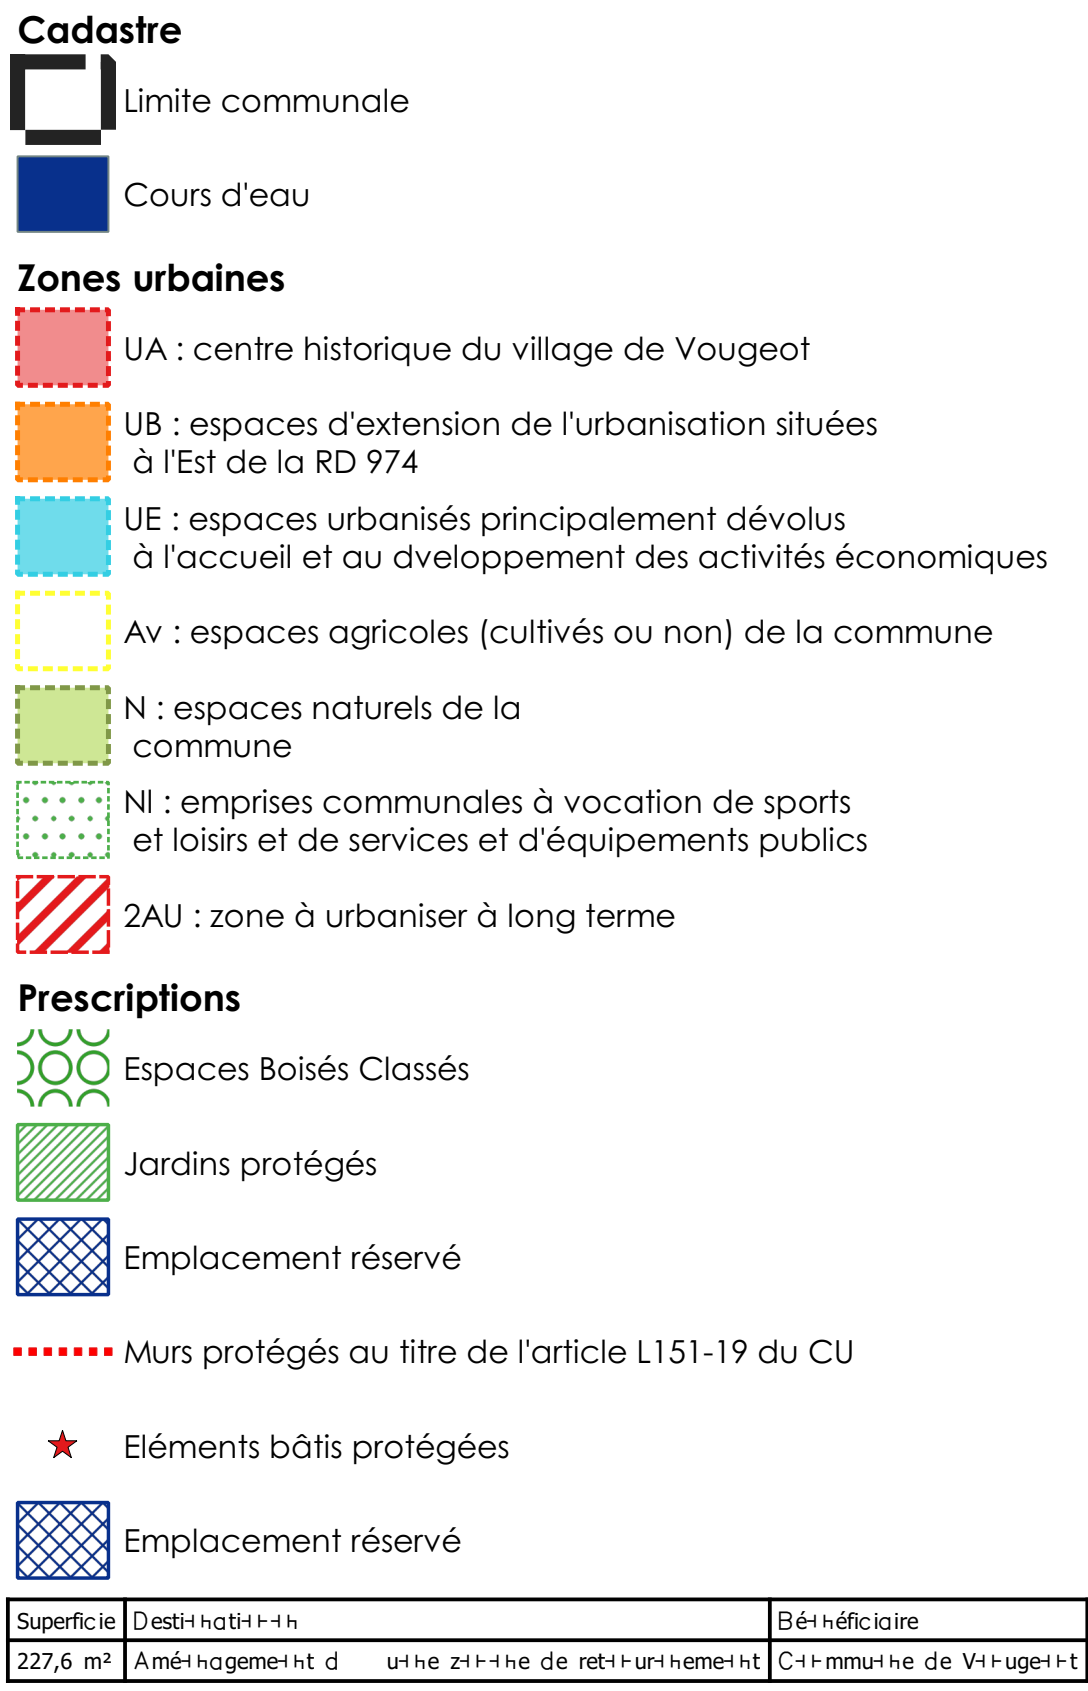 Cadastre
Limite communale
Cours d'eau
Zones urbaines
UA : centre historique du village de Vougeot
UB : espaces d'extension de l'urbanisation situées
à l'Est de la RD 974
UE : espaces urbanisés principalement dévolus
à l'accueil et au dveloppement des activités économiques
Av : espaces agricoles (cultivés ou non) de la commune
N : espaces naturels de la
commune
Nl : emprises communales à vocation de sports
et loisirs et de services et d'équipements publics
2AU : zone à urbaniser à long terme
Prescriptions
Espaces Boisés Classés
Jardins protégés
Emplacement réservé
Murs protégés au titre de l'article L151-19 du CU
Eléments bâtis protégées
Emplacement réservé
Superficie
227,6 m² de de